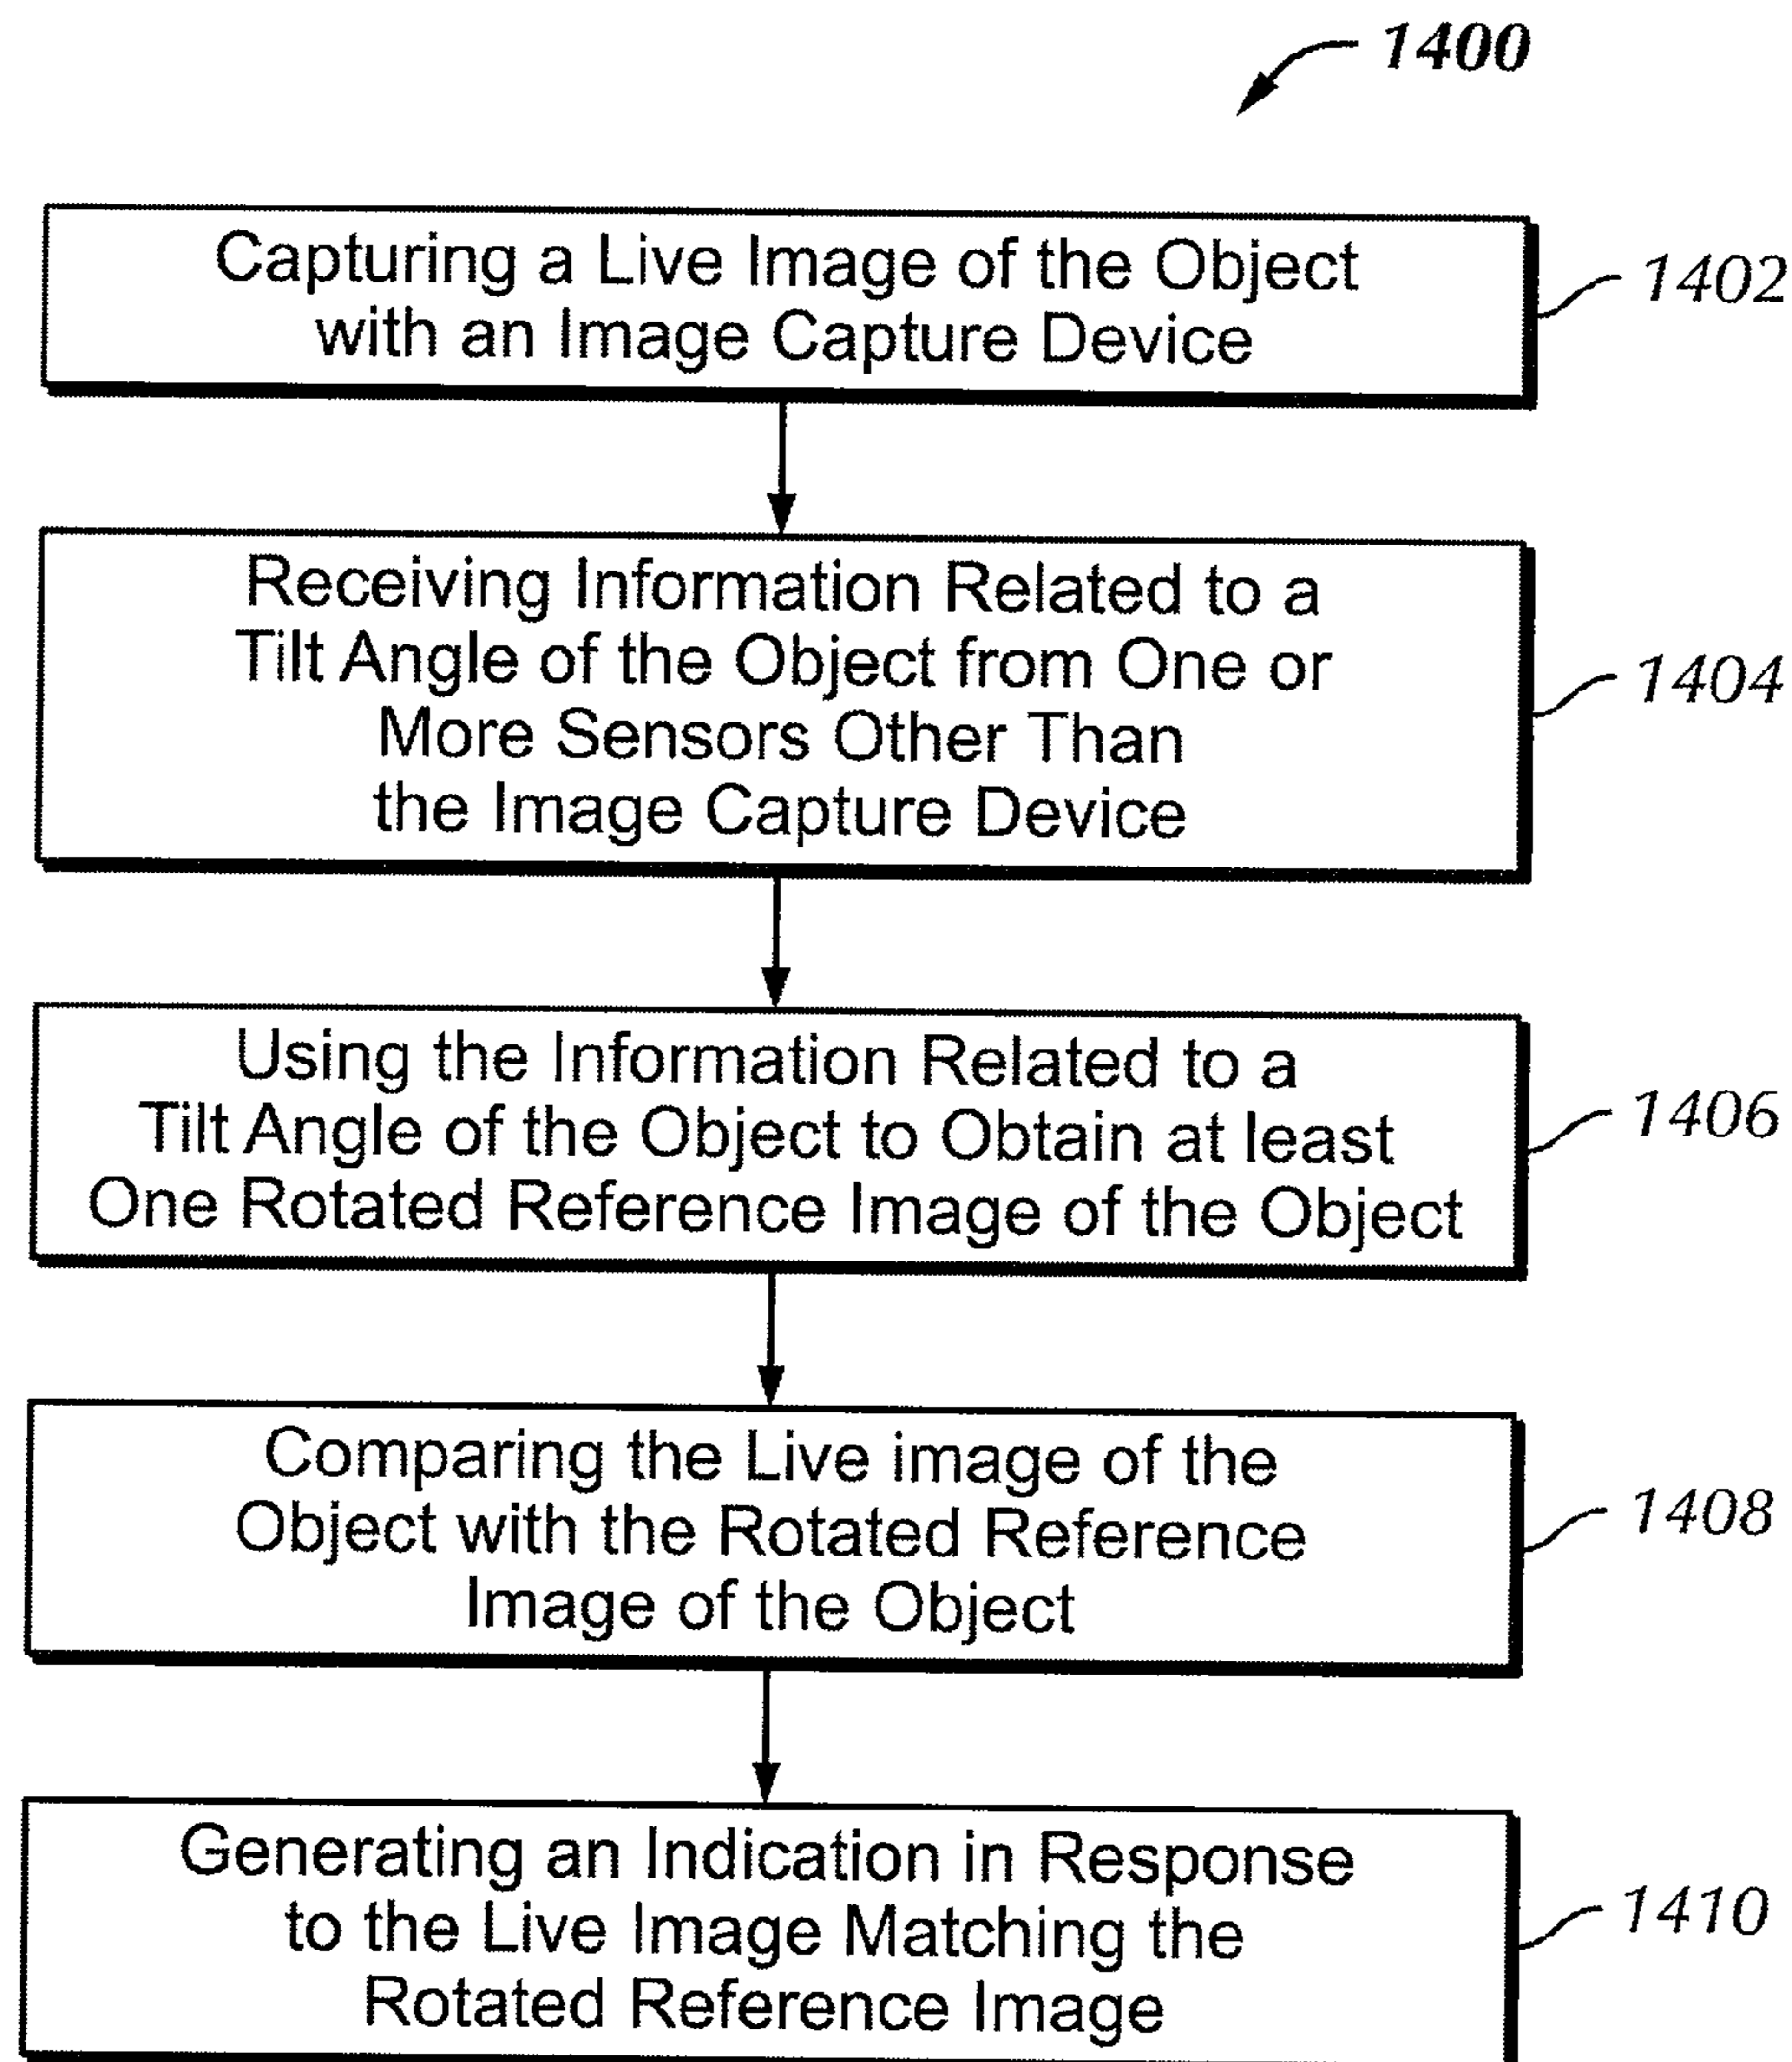 1400
Capturing a Live Image of the Object
with an Image Capture Device
1402
Receiving Information Related to a
Tilt Angle of the Object from One or
More Sensors Other Than
the Image Capture Device
1404
Using the Information Related to a
Tilt Angle of the Object to Obtain at least
One Rotated Reference Image of the Object
1406
Comparing the Live image of the
Object with the Rotated Reference
Image of the Object
1408
Generating an Indication in Response
to the Live Image Matching the
Rotated Reference Image
1410